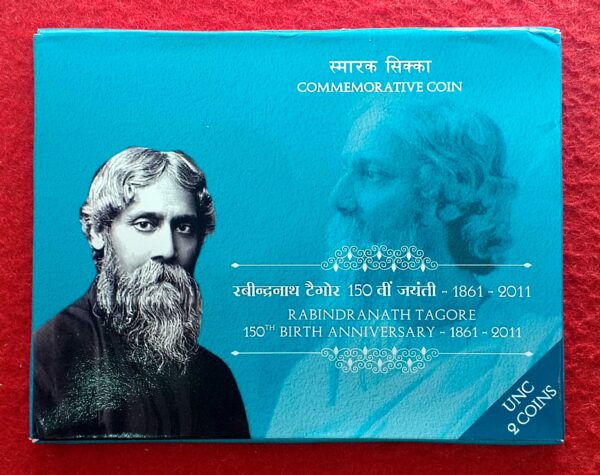 स्मारक सिक्का
COMMEMORATIVE COIN
रबीन्द्रनाथ टैगोर 150 वीं जयंती - 1861 - 2011
RABINDRANATH TAGORE
150TH BIRTH ANNIVERSARY - 1861 - 2011
UNC
2 COINS